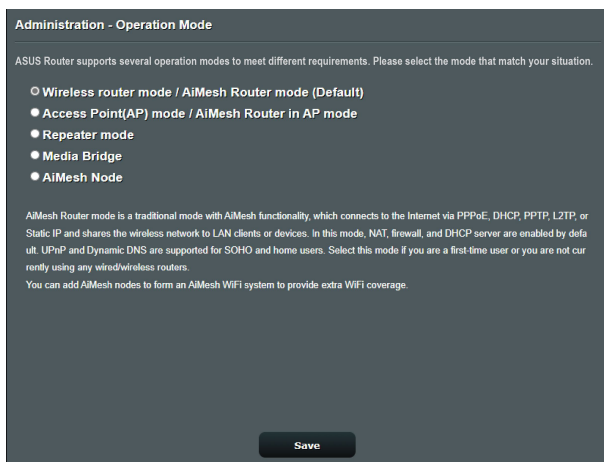 Administration - Operation Mode
ASUS Router supports several operation modes to meet different requirements. Please select the mode that match your situation.
Wireless router mode / AiMesh Router mode (Default)
Access Point(AP) mode / AiMesh Router in AP mode
Repeater mode
Media Bridge
AiMesh Node
AiMesh Router mode is a traditional mode with AiMesh functionality, which connects to the Internet via PPPoE, DHCP, PPTP, L2TP, or
Static IP and shares the wireless network to LAN clients or devices. In this mode, NAT, firewall, and DHCP server are enabled by defa
ult. UPnP and Dynamic DNS are supported for SOHO and home users. Select this mode if you are a first-time user or you are not cur
rently using any wired/wireless routers.
You can add AiMesh nodes to form an AiMesh WiFi system to provide extra WiFi coverage.
Save